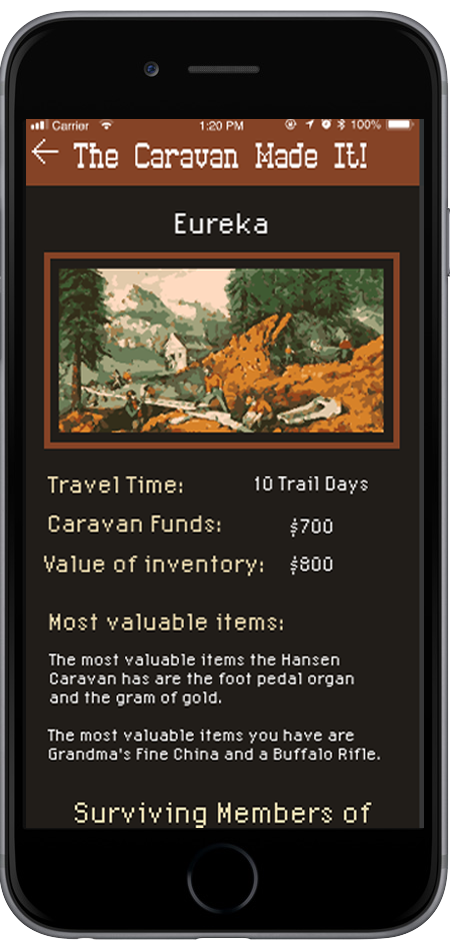 Carrier 1:20 PM 100%
The Caravan Made It!
Eureka
Travel Time: 10 Trail Days
Caravan Funds: $700
Value of inventory: $800
Most valuable items:
The most valuable items the Hansen
Caravan has are the foot pedal organ
and the gram of gold.
The most valuable items you have are
Grandma's Fine China and a Buffalo Rifle.
Surviving Members of